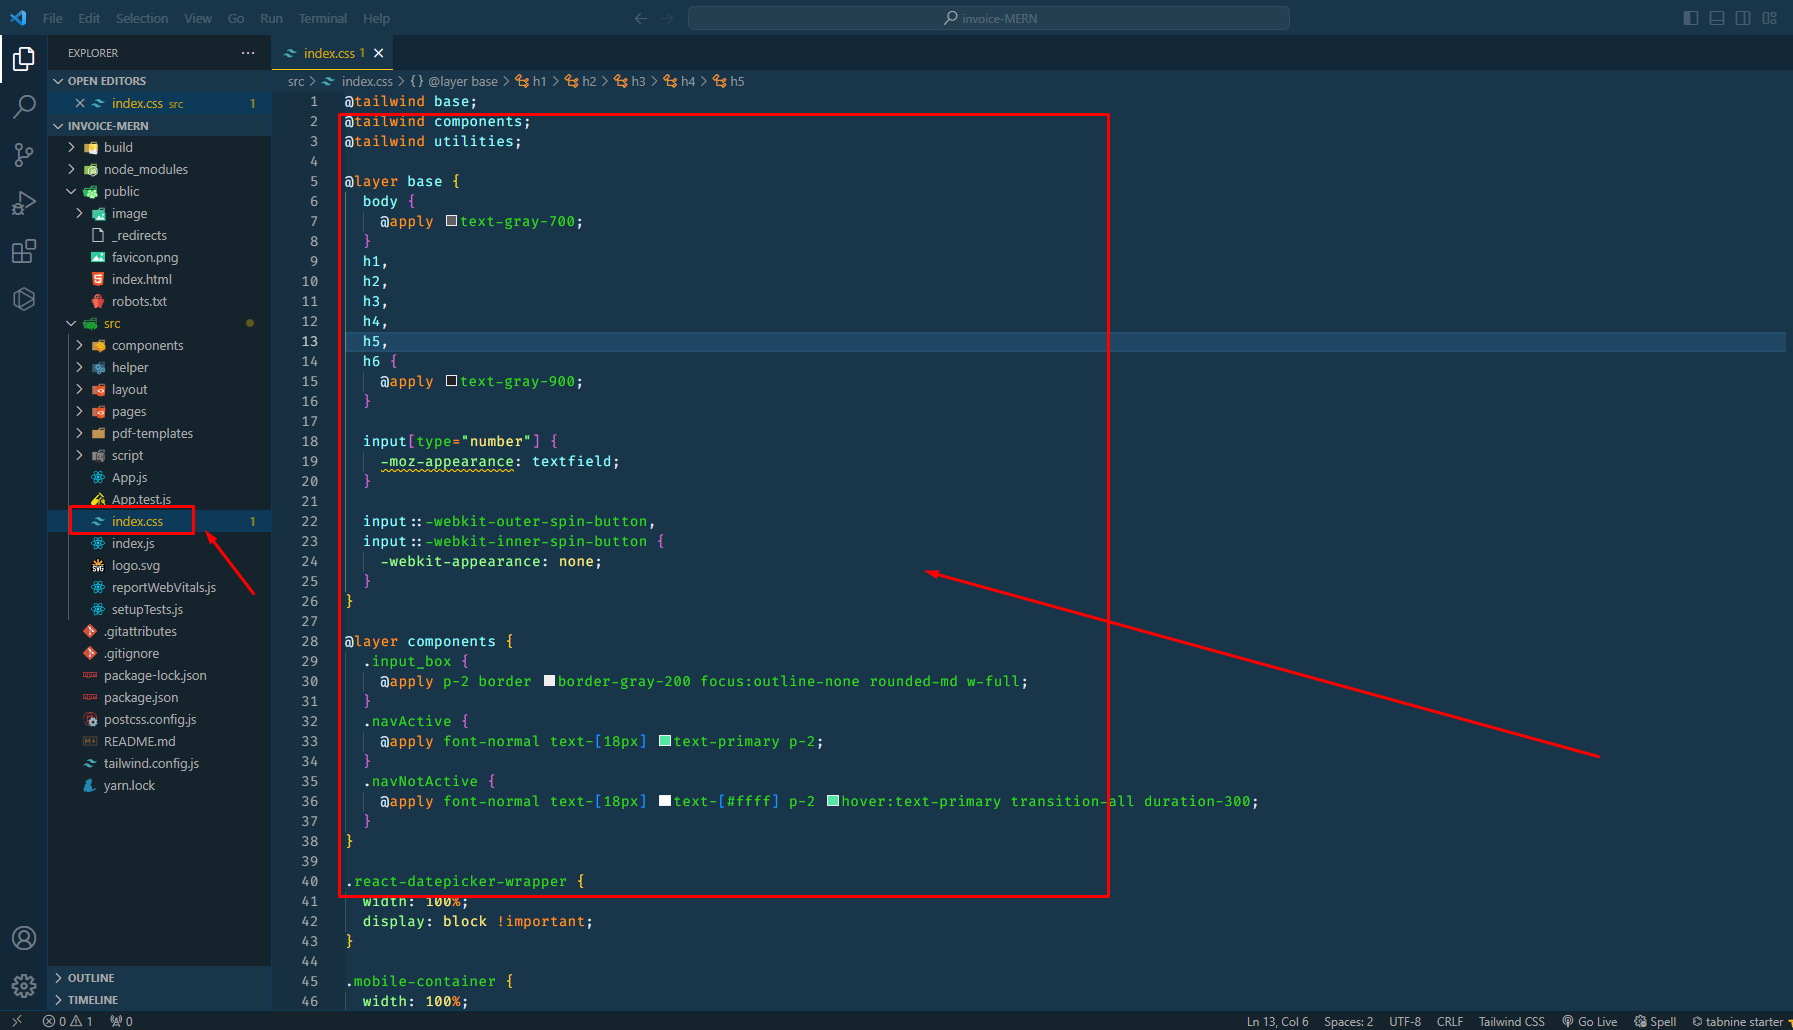 File Edit Selection View Go Run Terminal Help
invoice-MERN
EXPLORER
OPEN EDITORS
index.css src 1
INVOICE-MERN
build
node_modules
public
image
_redirects
favicon.png
index.html
robots.txt
src
components
helper
layout
pages
pdf-templates
script
App.js
App.test.js
index.css 1
index.js
logo.svg
reportWebVitals.js
setupTests.js
.gitattributes
.gitignore
package-lock.json
package.json
postcss.config.js
README.md
tailwind.config.js
yarn.lock
OUTLINE
TIMELINE
index.css 1
src > index.css > {} @layer base > h1 > h2 > h3 > h4 > h5
1 @tailwind base;
2 @tailwind components;
3 @tailwind utilities;
4
5 @layer base {
6 body {
7 @apply text-gray-700;
8 }
9 h1,
10 h2,
11 h3,
12 h4,
13 h5,
14 h6 {
15 @apply text-gray-900;
16 }
17
18 input[type="number"] {
19 -moz-appearance: textfield;
20 }
21
22 input::-webkit-outer-spin-button,
23 input::-webkit-inner-spin-button {
24 -webkit-appearance: none;
25 }
26 }
27
28 @layer components {
29 .input_box {
30 @apply p-2 border border-gray-200 focus:outline-none rounded-md w-full;
31 }
32 .navActive {
33 @apply font-normal text-[18px] text-primary p-2;
34 }
35 .navNotActive {
36 @apply font-normal text-[18px] text-[#ffff] p-2 hover:text-primary transition-all duration-300;
37 }
38 }
39
40 .react-datepicker-wrapper {
41 width: 100%;
42 display: block !important;
43 }
44
45 .mobile-container {
46 width: 100%;
0 1 0
Ln 13, Col 6 Spaces: 2 UTF-8 CRLF Tailwind CSS Go Live Spell tabnine starter